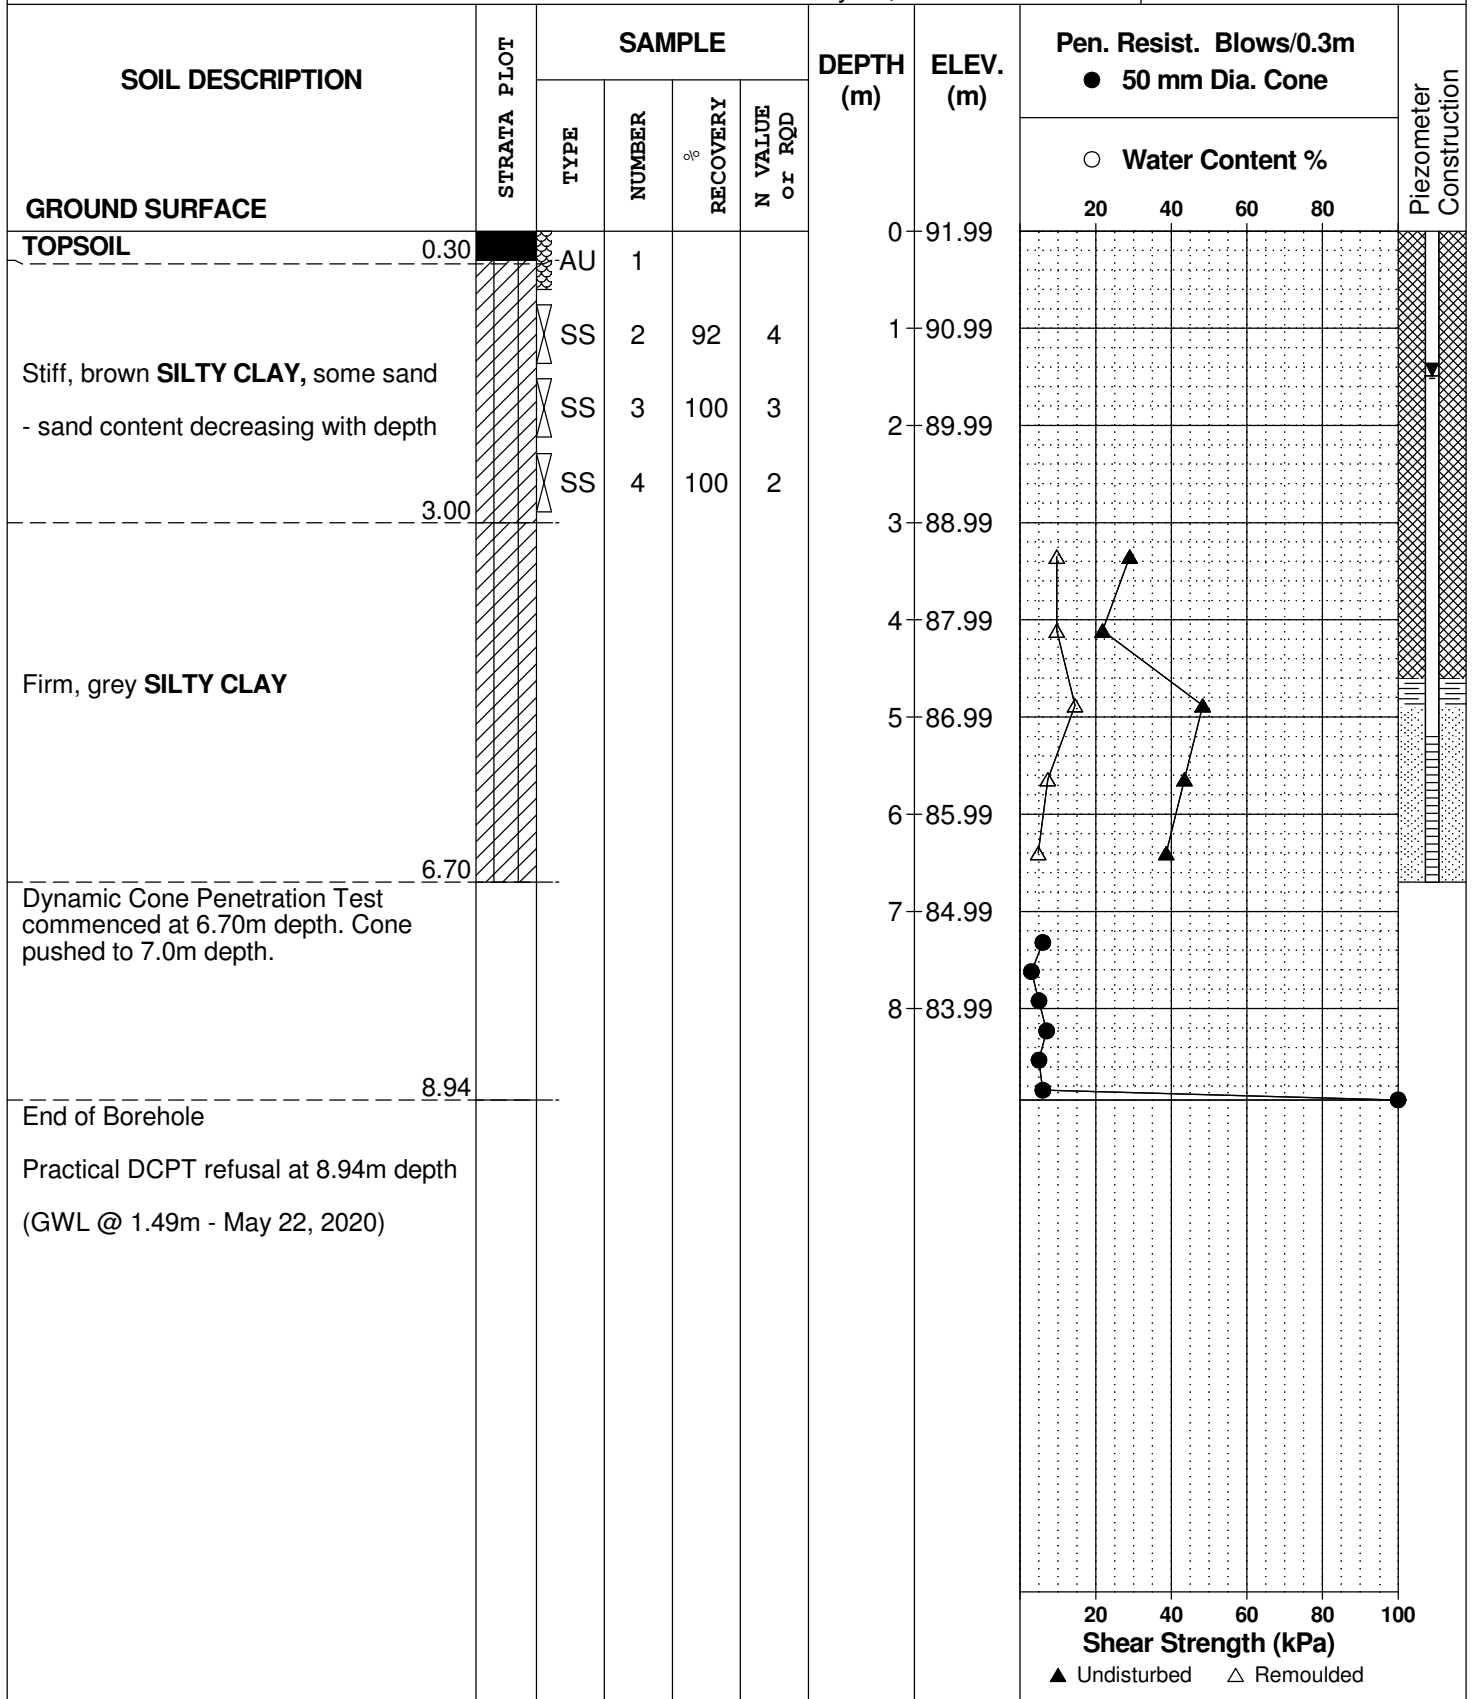 SOIL DESCRIPTION
GROUND SURFACE
STRATA PLOT
SAMPLE
TYPE
NUMBER
% RECOVERY
N VALUE or RQD
DEPTH (m)
ELEV. (m)
Pen. Resist. Blows/0.3m
● 50 mm Dia. Cone
○ Water Content %
20 40 60 80
Piezometer Construction
TOPSOIL 0.30
AU 1
0 91.99
SS 2 92 4
1 90.99
Stiff, brown SILTY CLAY, some sand
SS 3 100 3
- sand content decreasing with depth
2 89.99
SS 4 100 2
3.00
3 88.99
4 87.99
Firm, grey SILTY CLAY
5 86.99
6 85.99
6.70
Dynamic Cone Penetration Test
commenced at 6.70m depth. Cone
pushed to 7.0m depth.
7 84.99
8 83.99
8.94
End of Borehole
Practical DCPT refusal at 8.94m depth
(GWL @ 1.49m - May 22, 2020)
20 40 60 80 100
Shear Strength (kPa)
▲ Undisturbed △ Remoulded